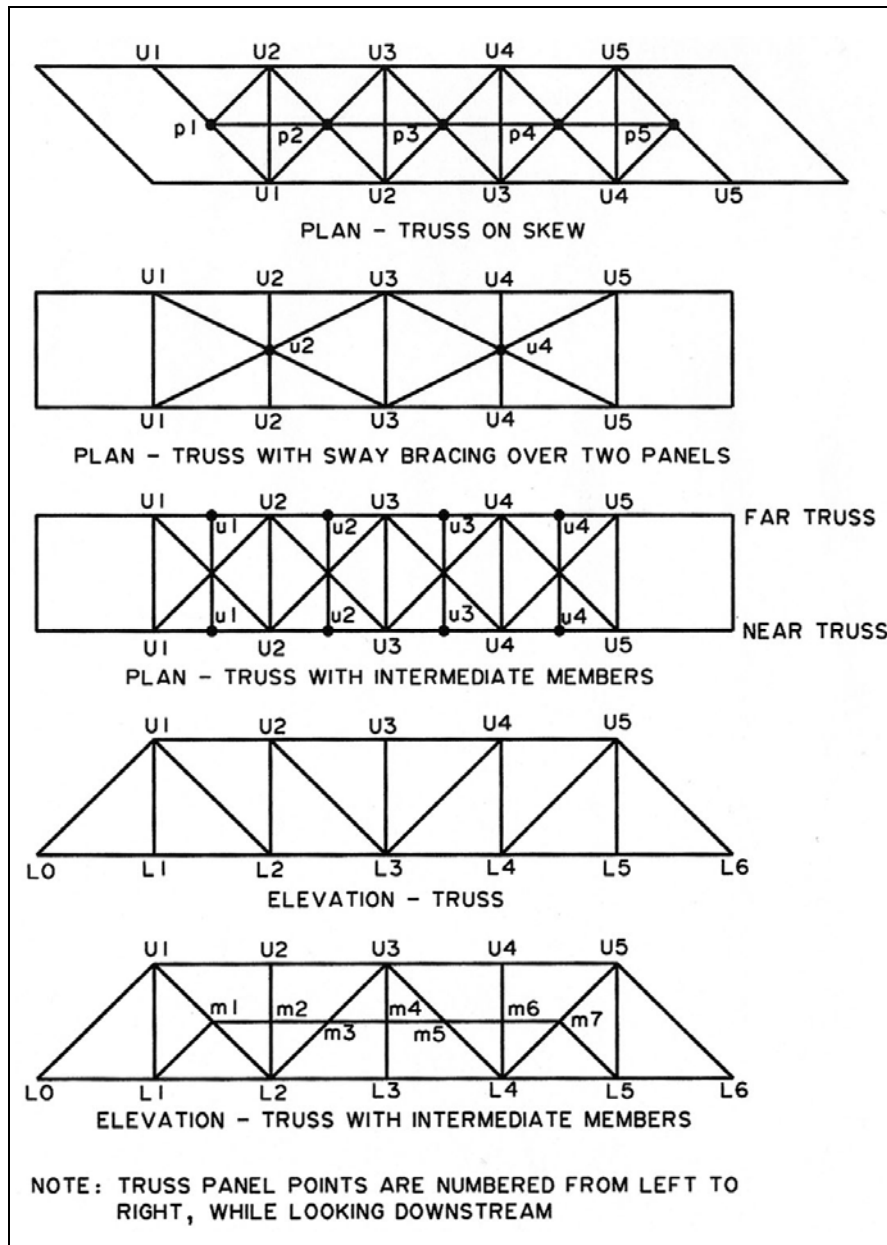 U1 U2 U3 U4 U5
p1 p2 p3 p4 p5
U1 U2 U3 U4 U5
PLAN - TRUSS ON SKEW
U1 U2 U3 U4 U5
u2 u4
U1 U2 U3 U4 U5
PLAN - TRUSS WITH SWAY BRACING OVER TWO PANELS
U1 U2 U3 U4 U5
FAR TRUSS
u1 u2 u3 u4
u1 u2 u3 u4
NEAR TRUSS
U1 U2 U3 U4 U5
PLAN - TRUSS WITH INTERMEDIATE MEMBERS
U1 U2 U3 U4 U5
L0 L1 L2 L3 L4 L5 L6
ELEVATION - TRUSS
U1 U2 U3 U4 U5
m1 m2 m4 m6 m7
m3 m5
L0 L1 L2 L3 L4 L5 L6
ELEVATION - TRUSS WITH INTERMEDIATE MEMBERS
NOTE: TRUSS PANEL POINTS ARE NUMBERED FROM LEFT TO
RIGHT, WHILE LOOKING DOWNSTREAM